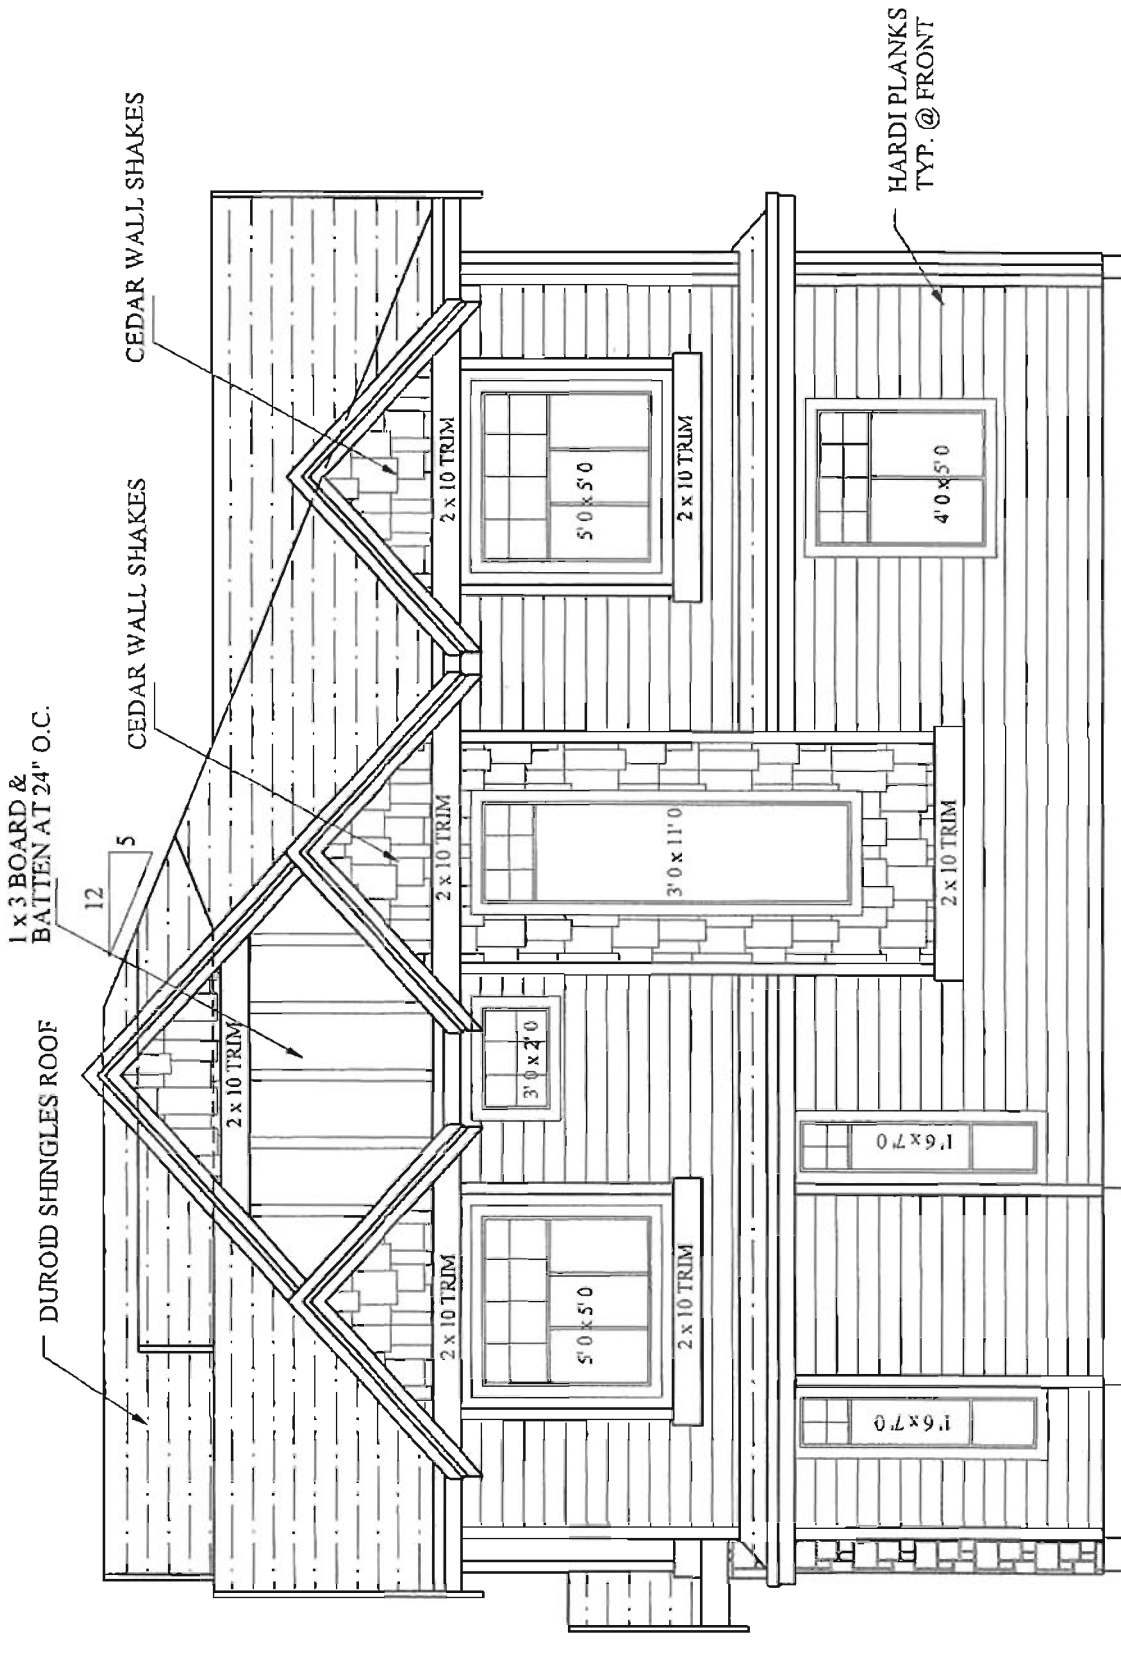 DUROID SHINGLES ROOF
1 x 3 BOARD &
BATTEN AT 24" O.C.
12
5
CEDAR WALL SHAKES
CEDAR WALL SHAKES
2 x 10 TRIM
2 x 10 TRIM
2 x 10 TRIM
2 x 10 TRIM
5' 0 x 5' 0
3' 0 x 2' 0
3' 0 x 11' 0
5' 0 x 5' 0
2 x 10 TRIM
2 x 10 TRIM
2 x 10 TRIM
1' 6 x 7' 0
1' 6 x 7' 0
4' 0 x 5' 0
HARDI PLANKS
TYP. @ FRONT